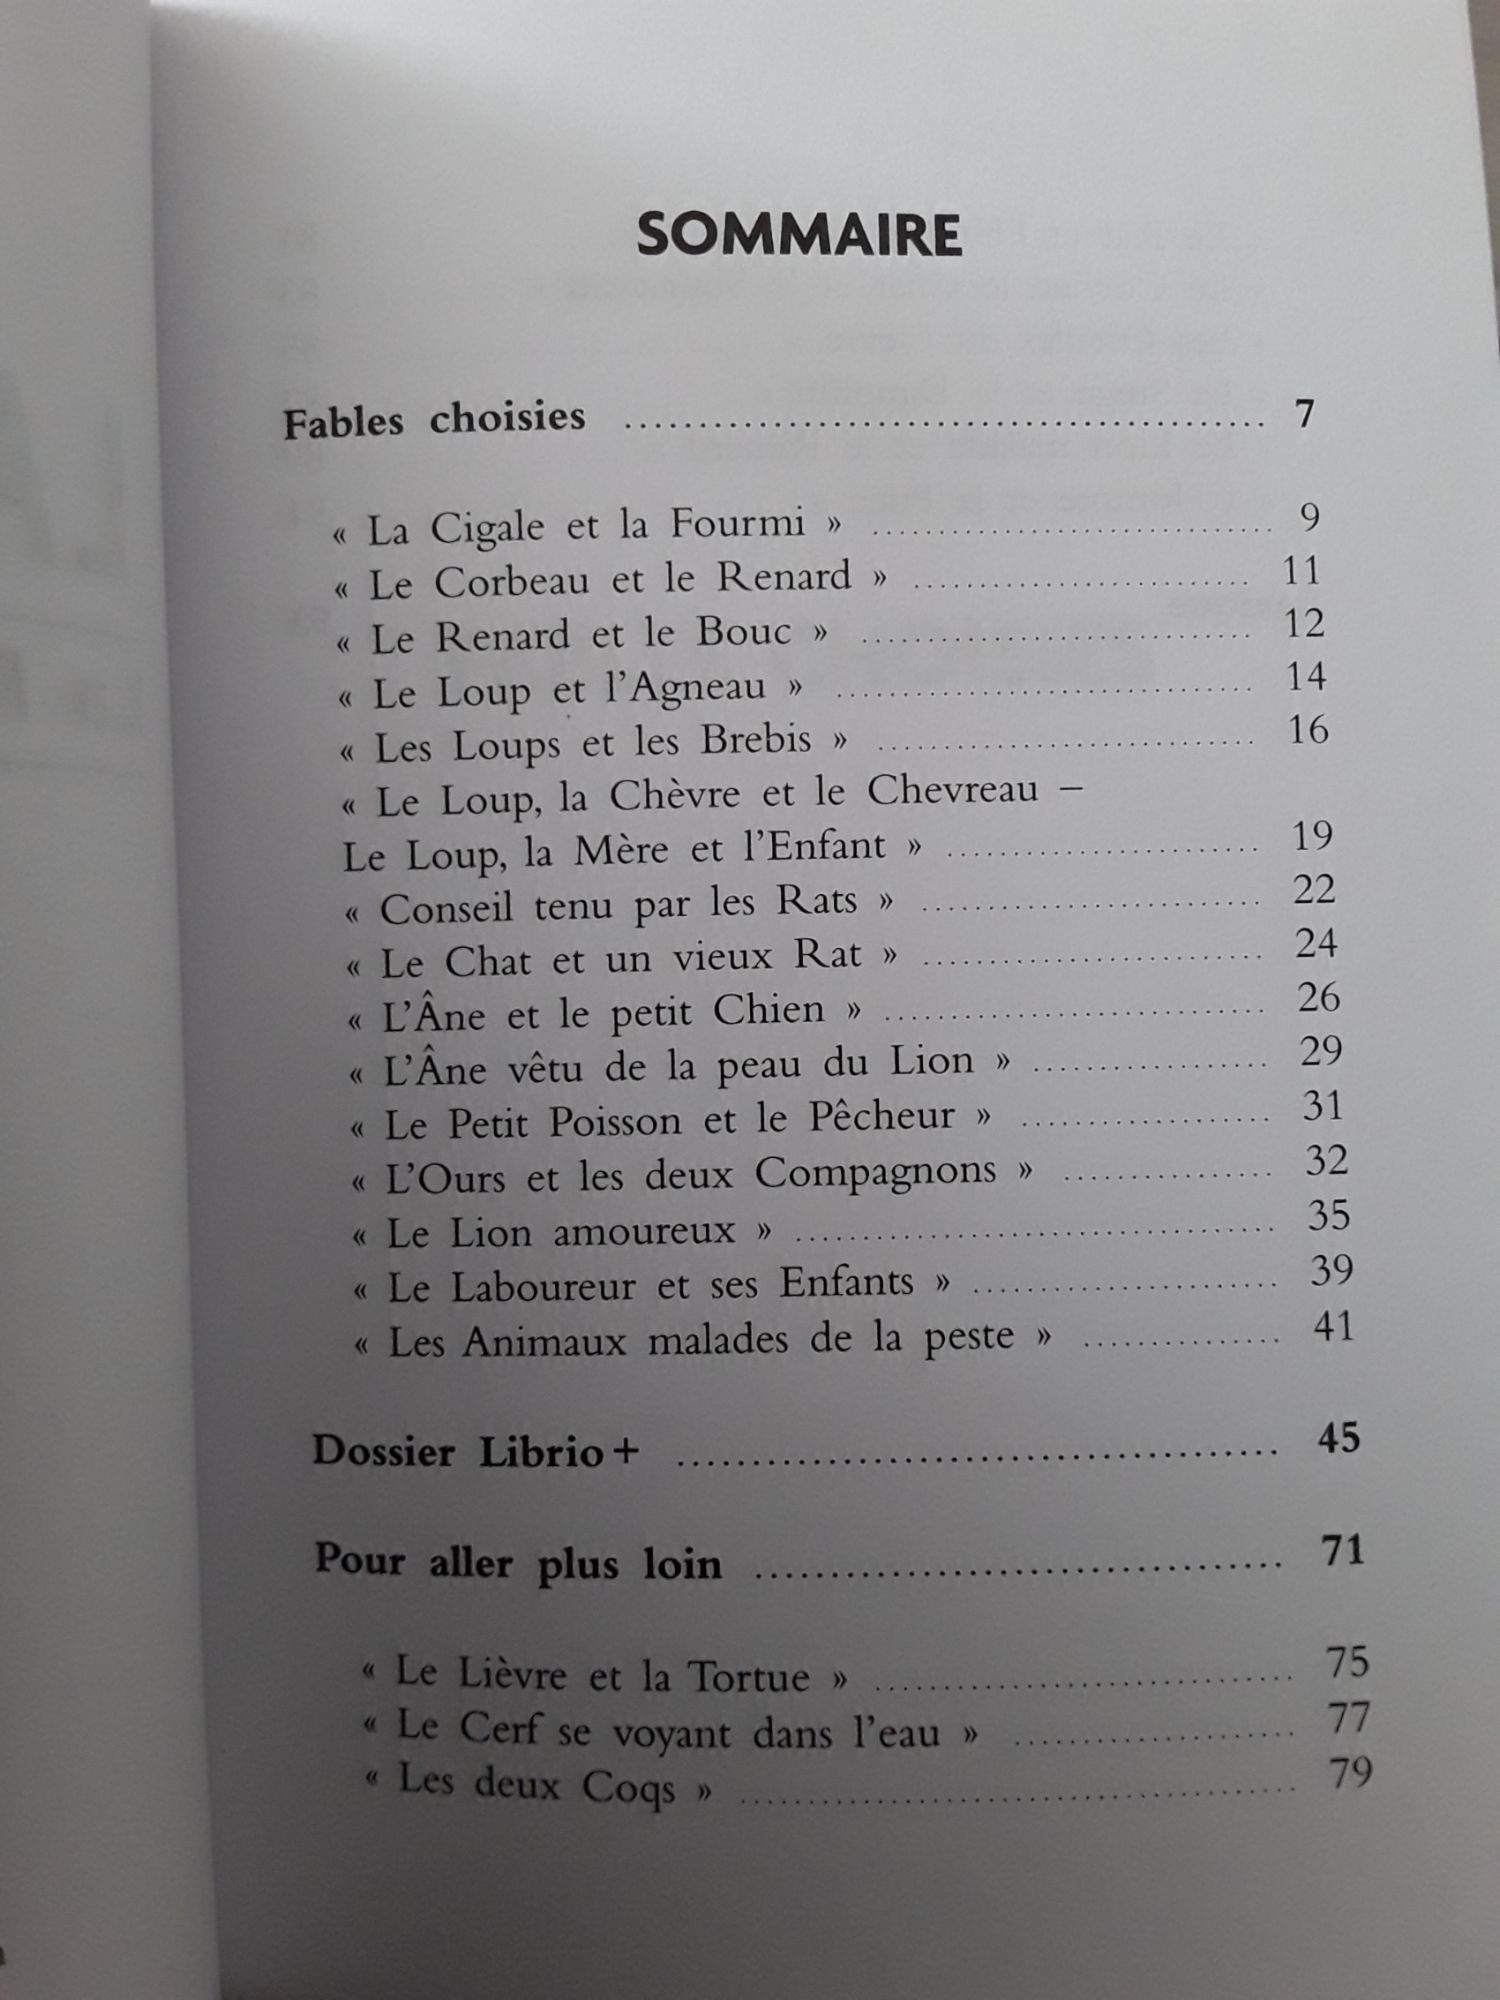 SOMMAIRE
Fables choisies ........................................... 7
« La Cigale et la Fourmi » ............................... 9
« Le Corbeau et le Renard » .......................... 11
« Le Renard et le Bouc » .............................. 12
« Le Loup et l’Agneau » ................................ 14
« Les Loups et les Brebis » ............................ 16
« Le Loup, la Chèvre et le Chevreau –
Le Loup, la Mère et l’Enfant » ........................ 19
« Conseil tenu par les Rats » .......................... 22
« Le Chat et un vieux Rat » .......................... 24
« L’Âne et le petit Chien » ............................. 26
« L’Âne vêtu de la peau du Lion » .................. 29
« Le Petit Poisson et le Pêcheur » ................... 31
« L’Ours et les deux Compagnons » ................ 32
« Le Lion amoureux » ..................................... 35
« Le Laboureur et ses Enfants » ....................... 39
« Les Animaux malades de la peste » ............... 41
Dossier Librio+ ........................................ 45
Pour aller plus loin ................................... 71
« Le Lièvre et la Tortue » ................................ 75
« Le Cerf se voyant dans l’eau » ...................... 77
« Les deux Coqs » .......................................... 79